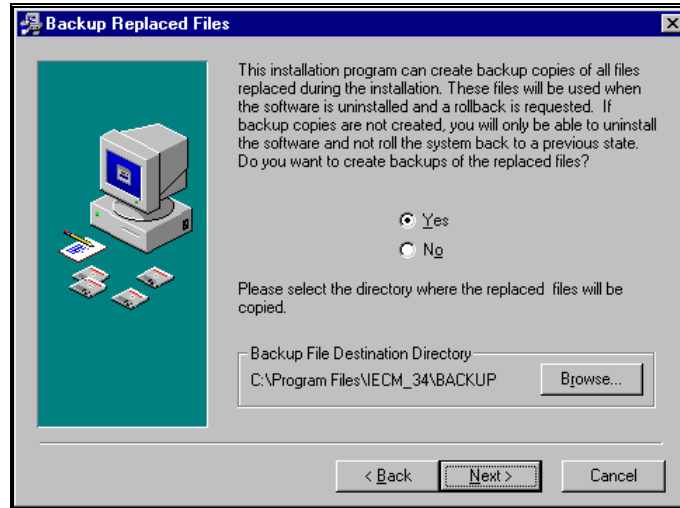 Backup Replaced Files
This installation program can create backup copies of all files
replaced during the installation. These files will be used when
the software is uninstalled and a rollback is requested. If
backup copies are not created, you will only be able to uninstall
the software and not roll the system back to a previous state.
Do you want to create backups of the replaced files?
Yes
No
Please select the directory where the replaced files will be
copied.
Backup File Destination Directory
C:\Program Files\IECM_34\BACKUP
Browse...
< Back
Next >
Cancel